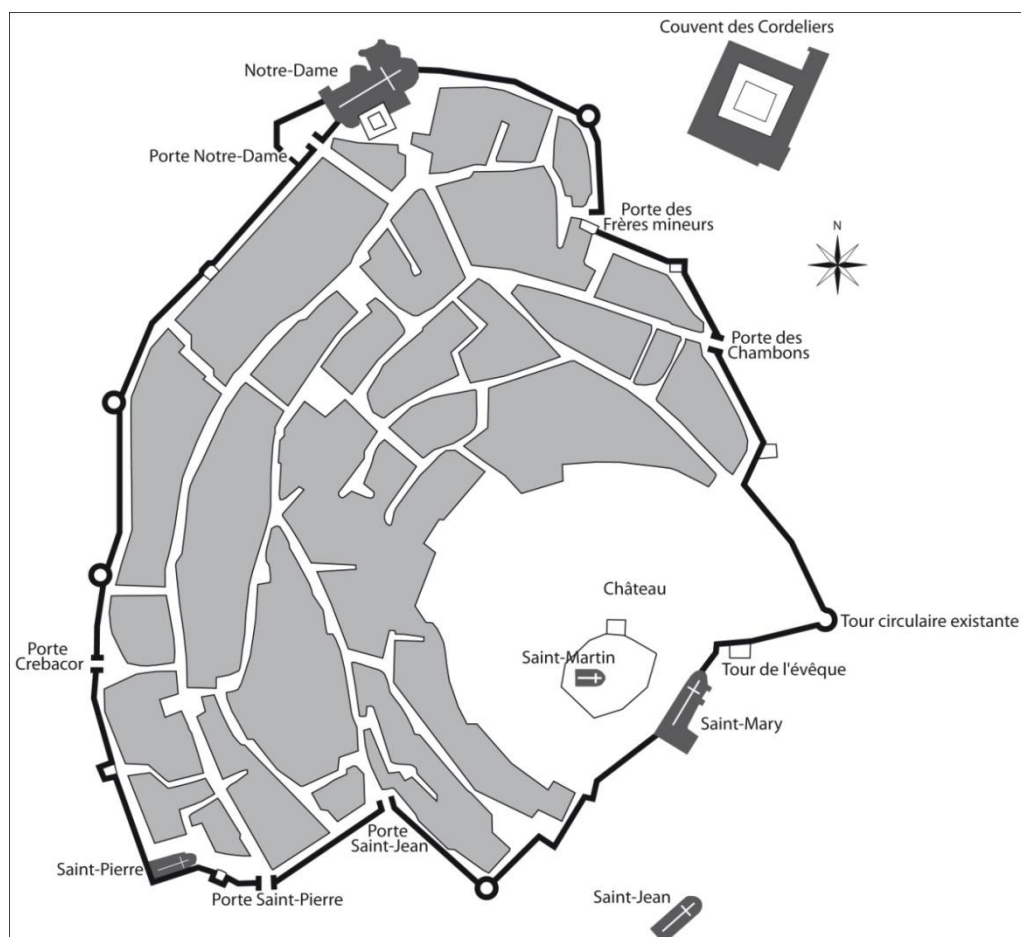 Couvent des Cordeliers
Notre-Dame
Porte Notre-Dame
Porte des
Frères mineurs
N
Porte des
Chambons
Château
Tour circulaire existante
Porte
Crebacor
Saint-Martin
Tour de l'évêque
Saint-Mary
Porte
Saint-Jean
Saint-Pierre
Porte Saint-Pierre
Saint-Jean